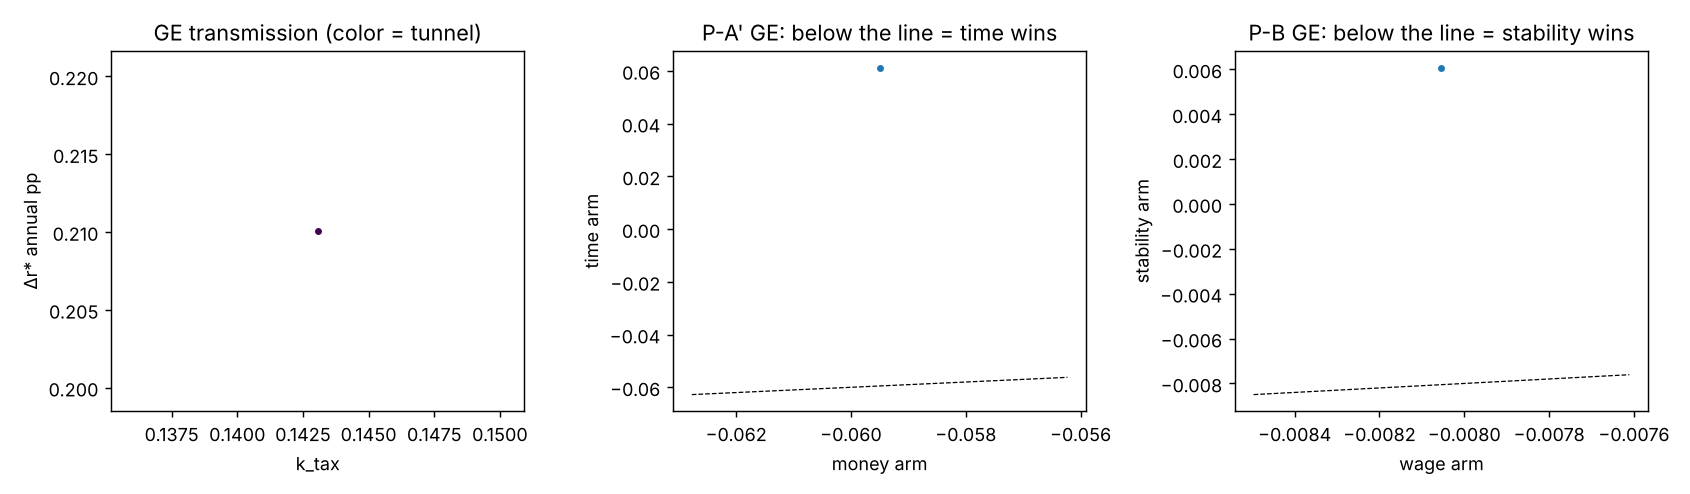 GE transmission (color = tunnel)
0.220
0.215
0.210
0.205
0.200
Δr* annual pp
0.1375 0.1400 0.1425 0.1450 0.1475 0.1500
k_tax
P-A' GE: below the line = time wins
0.06
0.04
0.02
0.00
−0.02
−0.04
−0.06
time arm
−0.062 −0.060 −0.058 −0.056
money arm
P-B GE: below the line = stability wins
0.006
0.004
0.002
0.000
−0.002
−0.004
−0.006
−0.008
stability arm
−0.0084 −0.0082 −0.0080 −0.0078 −0.0076
wage arm